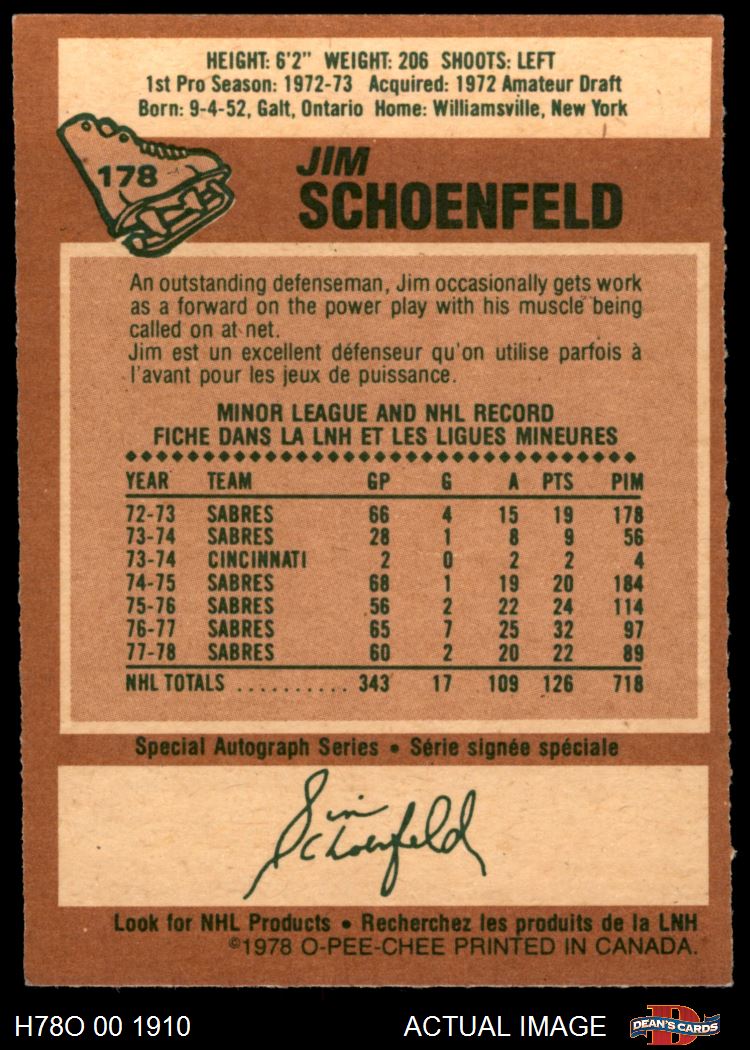 HEIGHT: 6'2" WEIGHT: 206 SHOOTS: LEFT
1st Pro Season: 1972-73 Acquired: 1972 Amateur Draft
Born: 9-4-52, Galt, Ontario Home: Williamsville, New York
178
JIM
SCHOENFELD
An outstanding defenseman, Jim occasionally gets work
as a forward on the power play with his muscle being
called on at net.
Jim est un excellent défenseur qu'on utilise parfois à
l'avant pour les jeux de puissance.
MINOR LEAGUE AND NHL RECORD
FICHE DANS LA LNH ET LES LIGUES MINEURES
YEAR TEAM GP G A PTS PIM
72-73 SABRES 66 4 15 19 178
73-74 SABRES 28 1 8 9 56
73-74 CINCINNATI 2 0 2 2 4
74-75 SABRES 68 1 19 20 184
75-76 SABRES 56 2 22 24 114
76-77 SABRES 65 7 25 32 97
77-78 SABRES 60 2 20 22 89
NHL TOTALS .......... 343 17 109 126 718
Special Autograph Series • Série signée spéciale
Jim
Schoenfeld
Look for NHL Products • Recherchez les produits de la LNH
©1978 O-PEE-CHEE PRINTED IN CANADA.
H78O 00 1910 ACTUAL IMAGE D DEAN'S CARDS